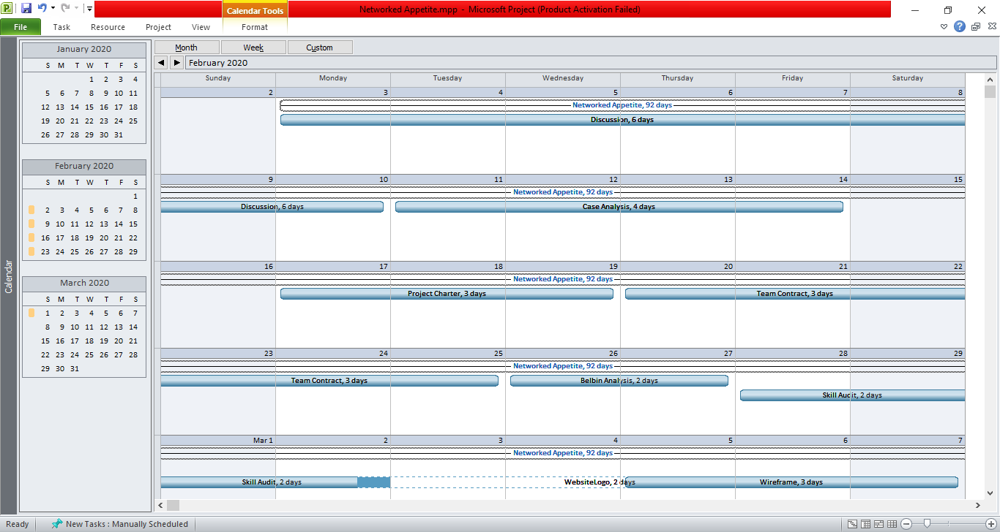 Networked Appetite.mpp - Microsoft Project (Product Activation Failed)
Calendar Tools
File Task Resource Project View Format
Calendar
January 2020
S M T W T F S
1 2 3 4
5 6 7 8 9 10 11
12 13 14 15 16 17 18
19 20 21 22 23 24 25
26 27 28 29 30 31
February 2020
S M T W T F S
1
2 3 4 5 6 7 8
9 10 11 12 13 14 15
16 17 18 19 20 21 22
23 24 25 26 27 28 29
March 2020
S M T W T F S
1 2 3 4 5 6 7
8 9 10 11 12 13 14
15 16 17 18 19 20 21
22 23 24 25 26 27 28
29 30 31
Month Week Custom
February 2020
Sunday Monday Tuesday Wednesday Thursday Friday Saturday
2 3 4 5 6 7 8
Networked Appetite, 92 days
Discussion, 6 days
9 10 11 12 13 14 15
Networked Appetite, 92 days
Discussion, 6 days Case Analysis, 4 days
16 17 18 19 20 21 22
Networked Appetite, 92 days
Project Charter, 3 days Team Contract, 3 days
23 24 25 26 27 28 29
Networked Appetite, 92 days
Team Contract, 3 days Belbin Analysis, 2 days
Skill Audit, 2 days
Mar 1 2 3 4 5 6 7
Networked Appetite, 92 days
Skill Audit, 2 days WebsiteLogo, 2 days Wireframe, 3 days
Ready New Tasks : Manually Scheduled